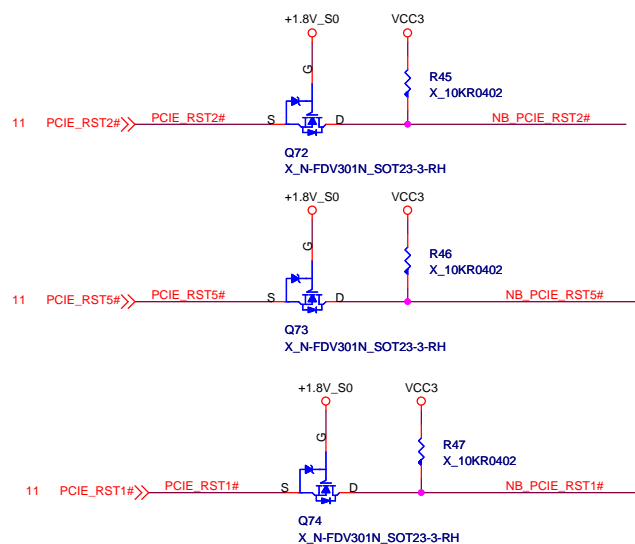 +1.8V_S0 VCC3
G
R45
X_10KR0402
11 PCIE_RST2# PCIE_RST2# S D NB_PCIE_RST2#
Q72
X_N-FDV301N_SOT23-3-RH
+1.8V_S0 VCC3
G
R46
X_10KR0402
11 PCIE_RST5# PCIE_RST5# S D NB_PCIE_RST5#
Q73
X_N-FDV301N_SOT23-3-RH
+1.8V_S0 VCC3
G
R47
X_10KR0402
11 PCIE_RST1# PCIE_RST1# S D NB_PCIE_RST1#
Q74
X_N-FDV301N_SOT23-3-RH